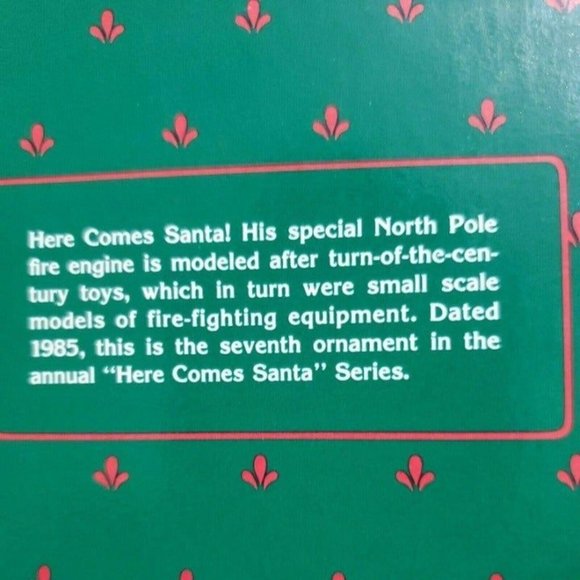 Here Comes Santa! His special North Pole
fire engine is modeled after turn-of-the-cen-
tury toys, which in turn were small scale
models of fire-fighting equipment. Dated
1985, this is the seventh ornament in the
annual “Here Comes Santa” Series.